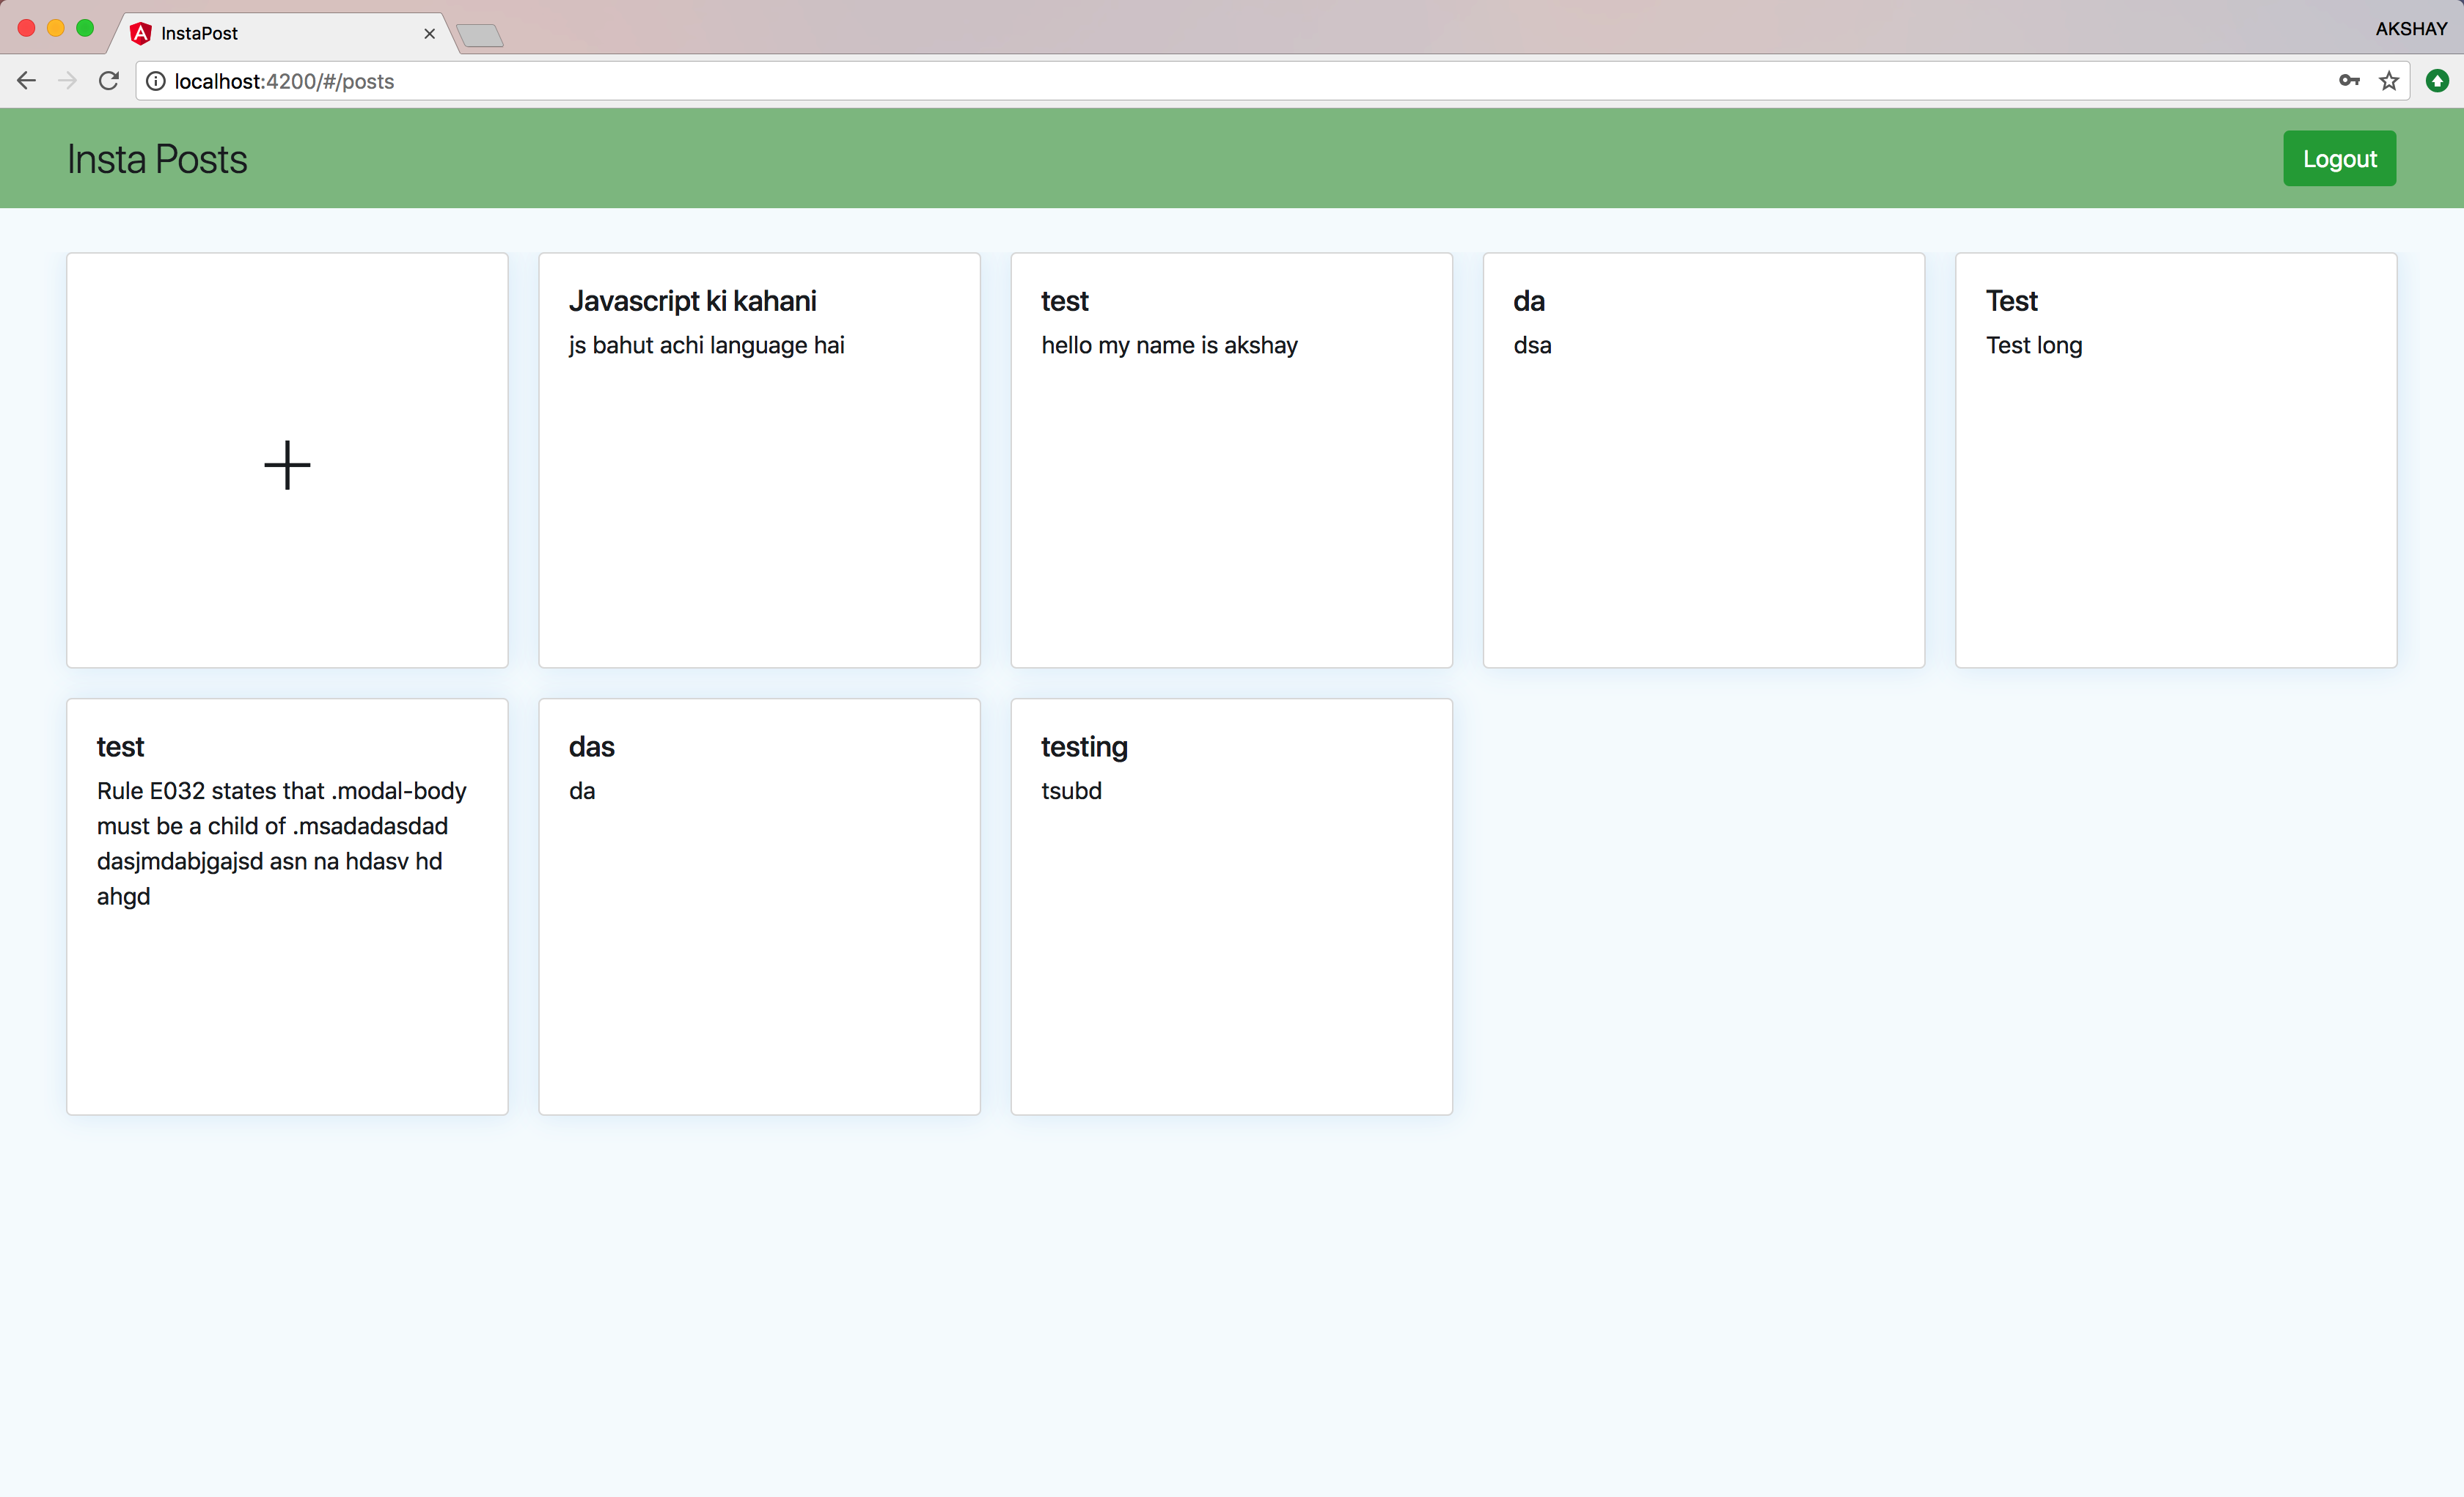 InstaPost
AKSHAY
localhost:4200/#/posts
Insta Posts
Logout
Javascript ki kahani
js bahut achi language hai
test
hello my name is akshay
da
dsa
Test
Test long
test
Rule E032 states that .modal-body
must be a child of .msadadasdad
dasjmdabjgajsd asn na hdasv hd
ahgd
das
da
testing
tsubd